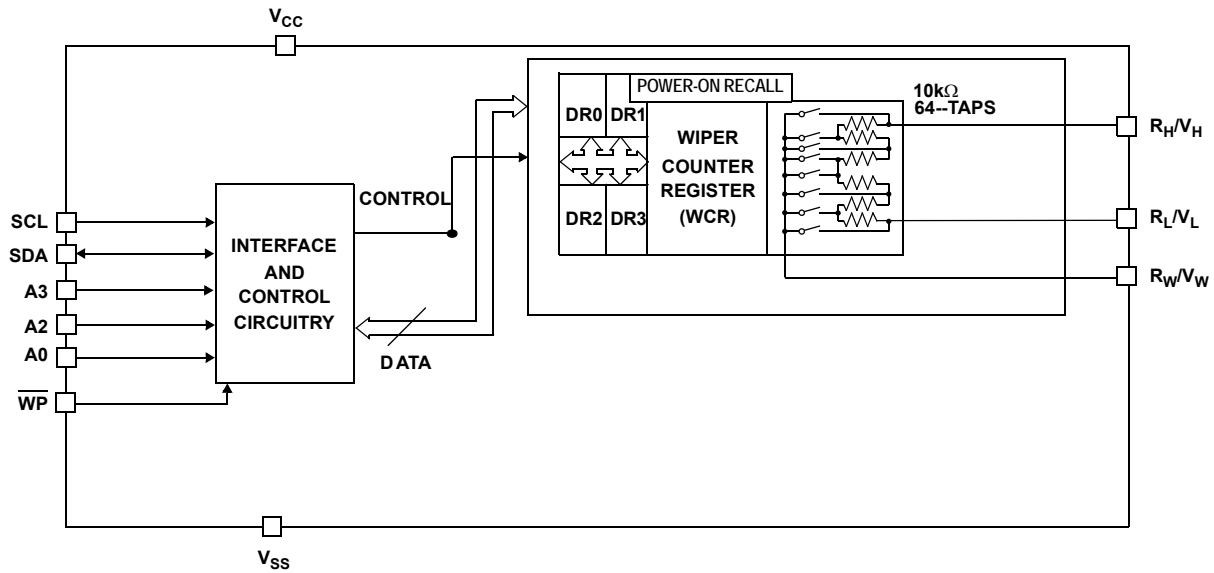 VCC
POWER-ON RECALL
10kΩ
64--TAPS
DR0 DR1
WIPER
COUNTER
REGISTER
(WCR)
DR2 DR3
RH/VH
RL/VL
RW/VW
CONTROL
SCL
SDA
A3
A2
A0
WP
INTERFACE
AND
CONTROL
CIRCUITRY
DATA
VSS